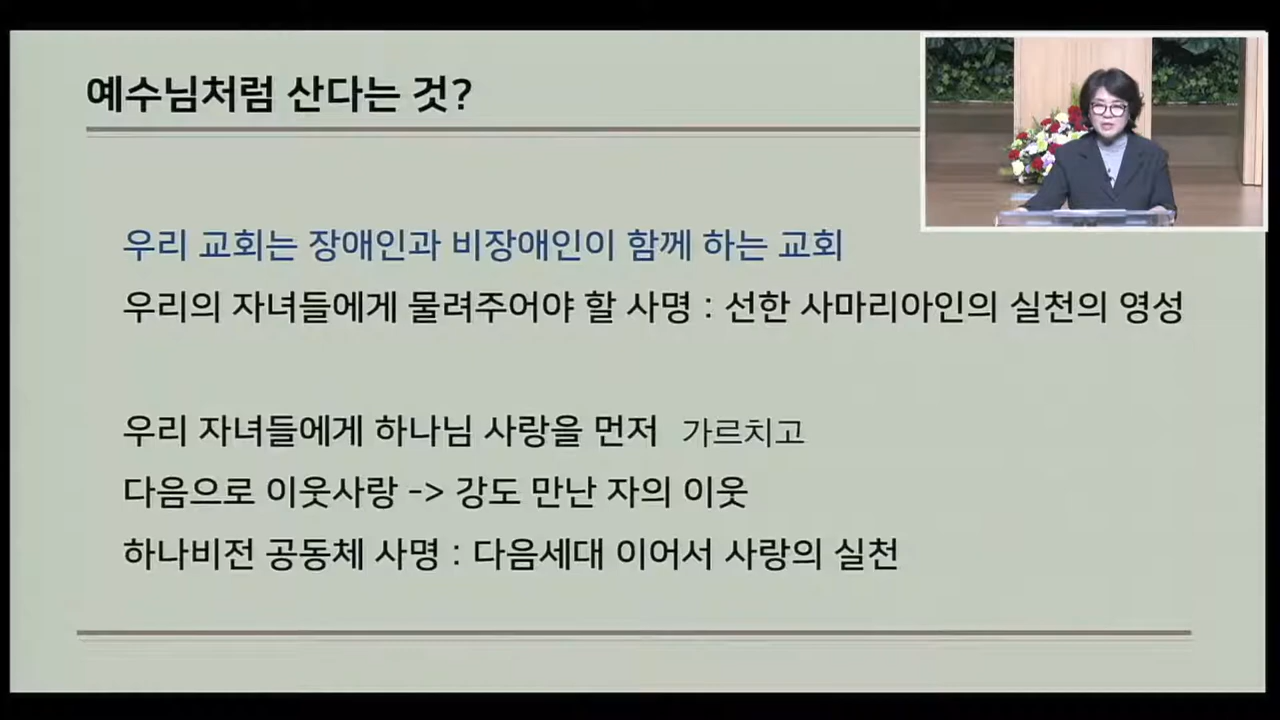 예수님처럼 산다는 것?
우리 교회는 장애인과 비장애인이 함께 하는 교회
우리의 자녀들에게 물려주어야 할 사명 : 선한 사마리아인의 실천의 영성
우리 자녀들에게 하나님 사랑을 먼저 가르치고
다음으로 이웃사랑 -> 강도 만난 자의 이웃
하나비전 공동체 사명 : 다음세대 이어서 사랑의 실천